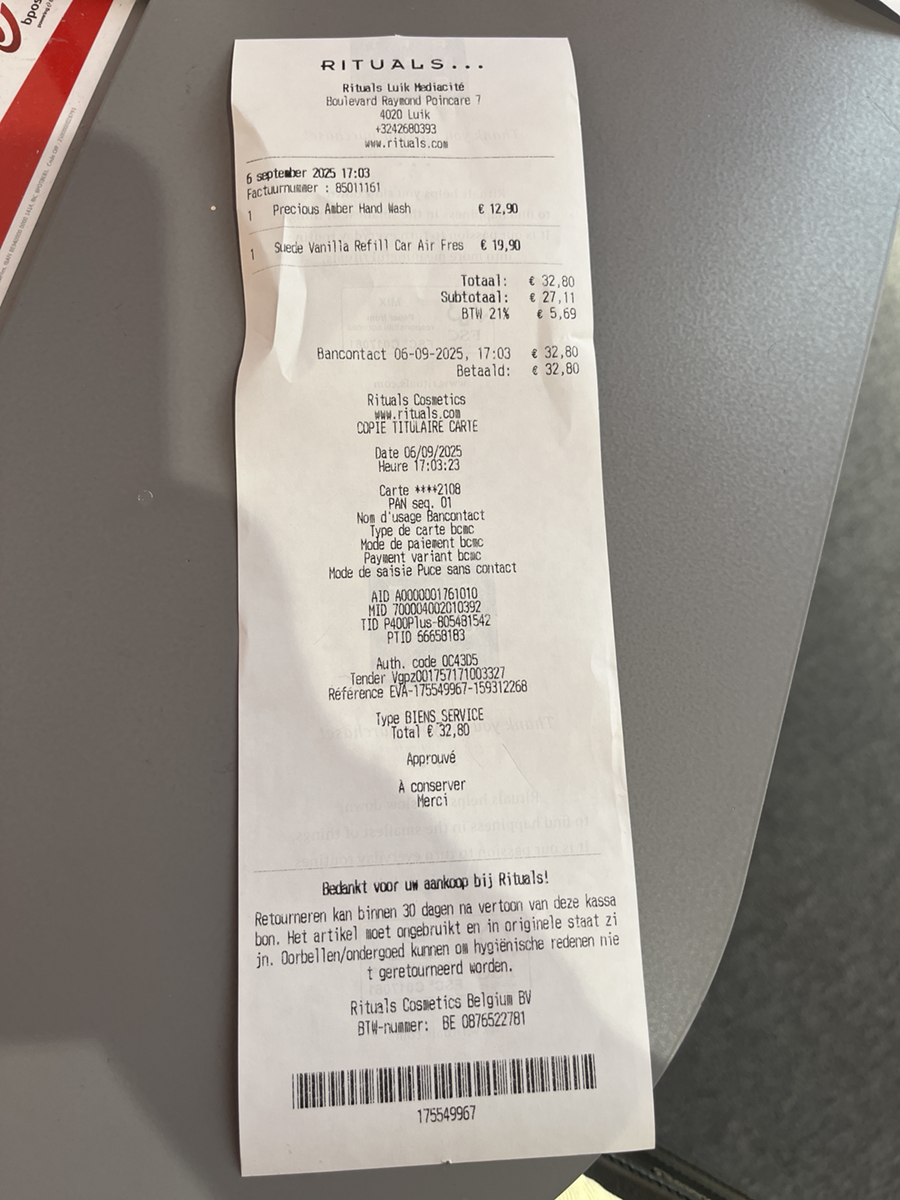 bpos
RITUALS...
Rituals Luik Mediacité
Boulevard Raymond Poincare 7
4020 Luik
+3242680393
www.rituals.com
6 september 2025 17:03
Factuurnummer : 85011161
1 Precious Amber Hand Wash € 12,90
1 Suede Vanilla Refill Car Air Fres € 19,90
Totaal: € 32,80
Subtotaal: € 27,11
BTW 21% € 5,69
Bancontact 06-09-2025, 17:03 € 32,80
Betaald: € 32,80
Rituals Cosmetics
www.rituals.com
COPIE TITULAIRE CARTE
Date 06/09/2025
Heure 17:03:23
Carte ****2108
PAN seq. 01
Nom d'usage Bancontact
Type de carte bcmc
Mode de paiement bcmc
Payment variant bcmc
Mode de saisie Puce sans contact
AID A0000001761010
MID 700004002010392
TID P400Plus-805481542
PTID 56658183
Auth. code 0C43D5
Tender Vgpz001757171003327
Référence EVA-175549967-159312268
Type BIENS_SERVICE
Total € 32,80
Approuvé
À conserver
Merci
Bedankt voor uw aankoop bij Rituals!
Retourneren kan binnen 30 dagen na vertoon van deze kassa
bon. Het artikel moet ongebruikt en in originele staat zi
jn. Oorbellen/ondergoed kunnen om hygiënische redenen nie
t geretourneerd worden.
Rituals Cosmetics Belgium BV
BTW-nummer: BE 0876522781
175549967